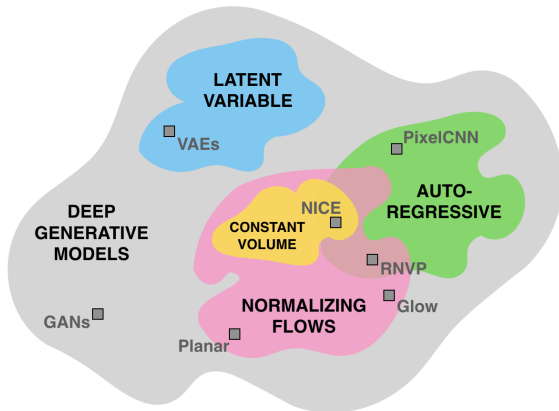 LATENT
VARIABLE
VAEs
PixelCNN
AUTO-
REGRESSIVE
DEEP
GENERATIVE
MODELS
NICE
CONSTANT
VOLUME
RNVP
Glow
NORMALIZING
FLOWS
GANs
Planar